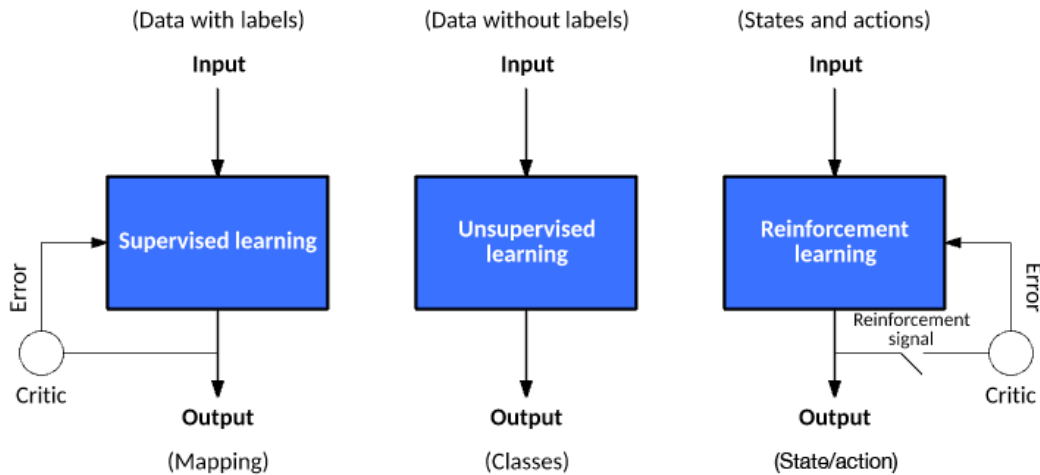 (Data with labels)
Input
Supervised learning
Error
Critic
Output
(Mapping)
(Data without labels)
Input
Unsupervised
learning
Output
(Classes)
(States and actions)
Input
Reinforcement
learning
Error
Reinforcement
signal
Critic
Output
(State/action)